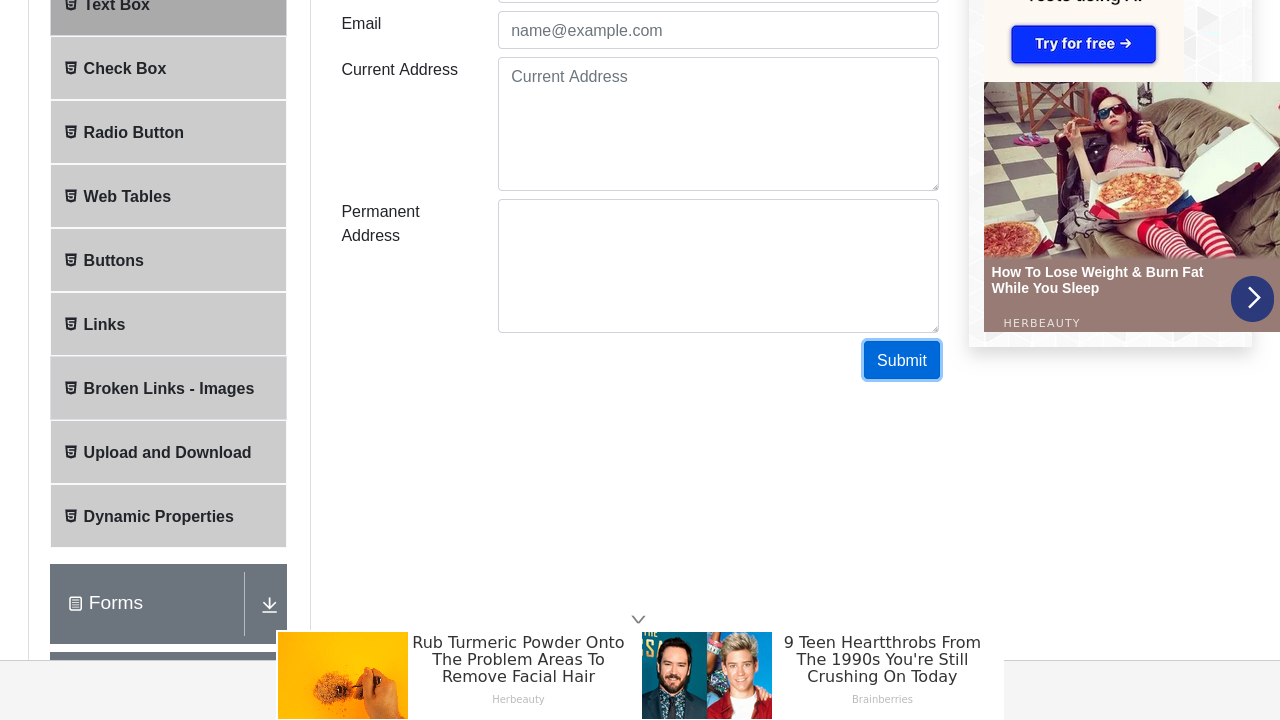 Text Box
Check Box
Radio Button
Web Tables
Buttons
Links
Broken Links - Images
Upload and Download
Dynamic Properties
Forms
Email
name@example.com
Current Address
Current Address
Permanent
Address
Submit
Try for free →
How To Lose Weight & Burn Fat
While You Sleep
HERBEAUTY
Rub Turmeric Powder Onto
The Problem Areas To
Remove Facial Hair
Herbeauty
9 Teen Heartthrobs From
The 1990s You're Still
Crushing On Today
Brainberries